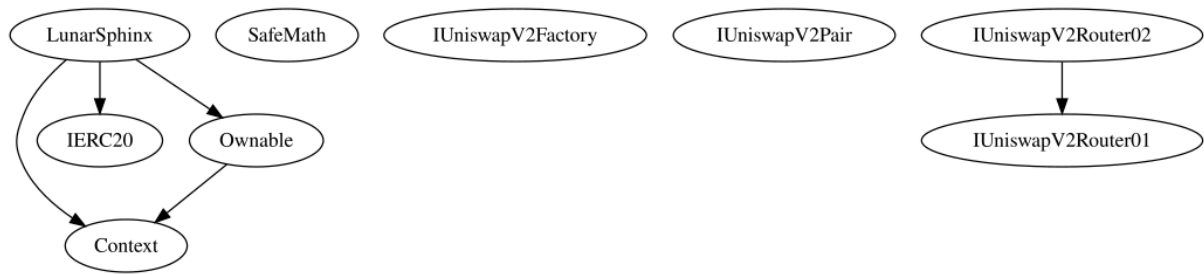 LunarSphinx
SafeMath
IUniswapV2Factory
IUniswapV2Pair
IUniswapV2Router02
IERC20
Ownable
IUniswapV2Router01
Context